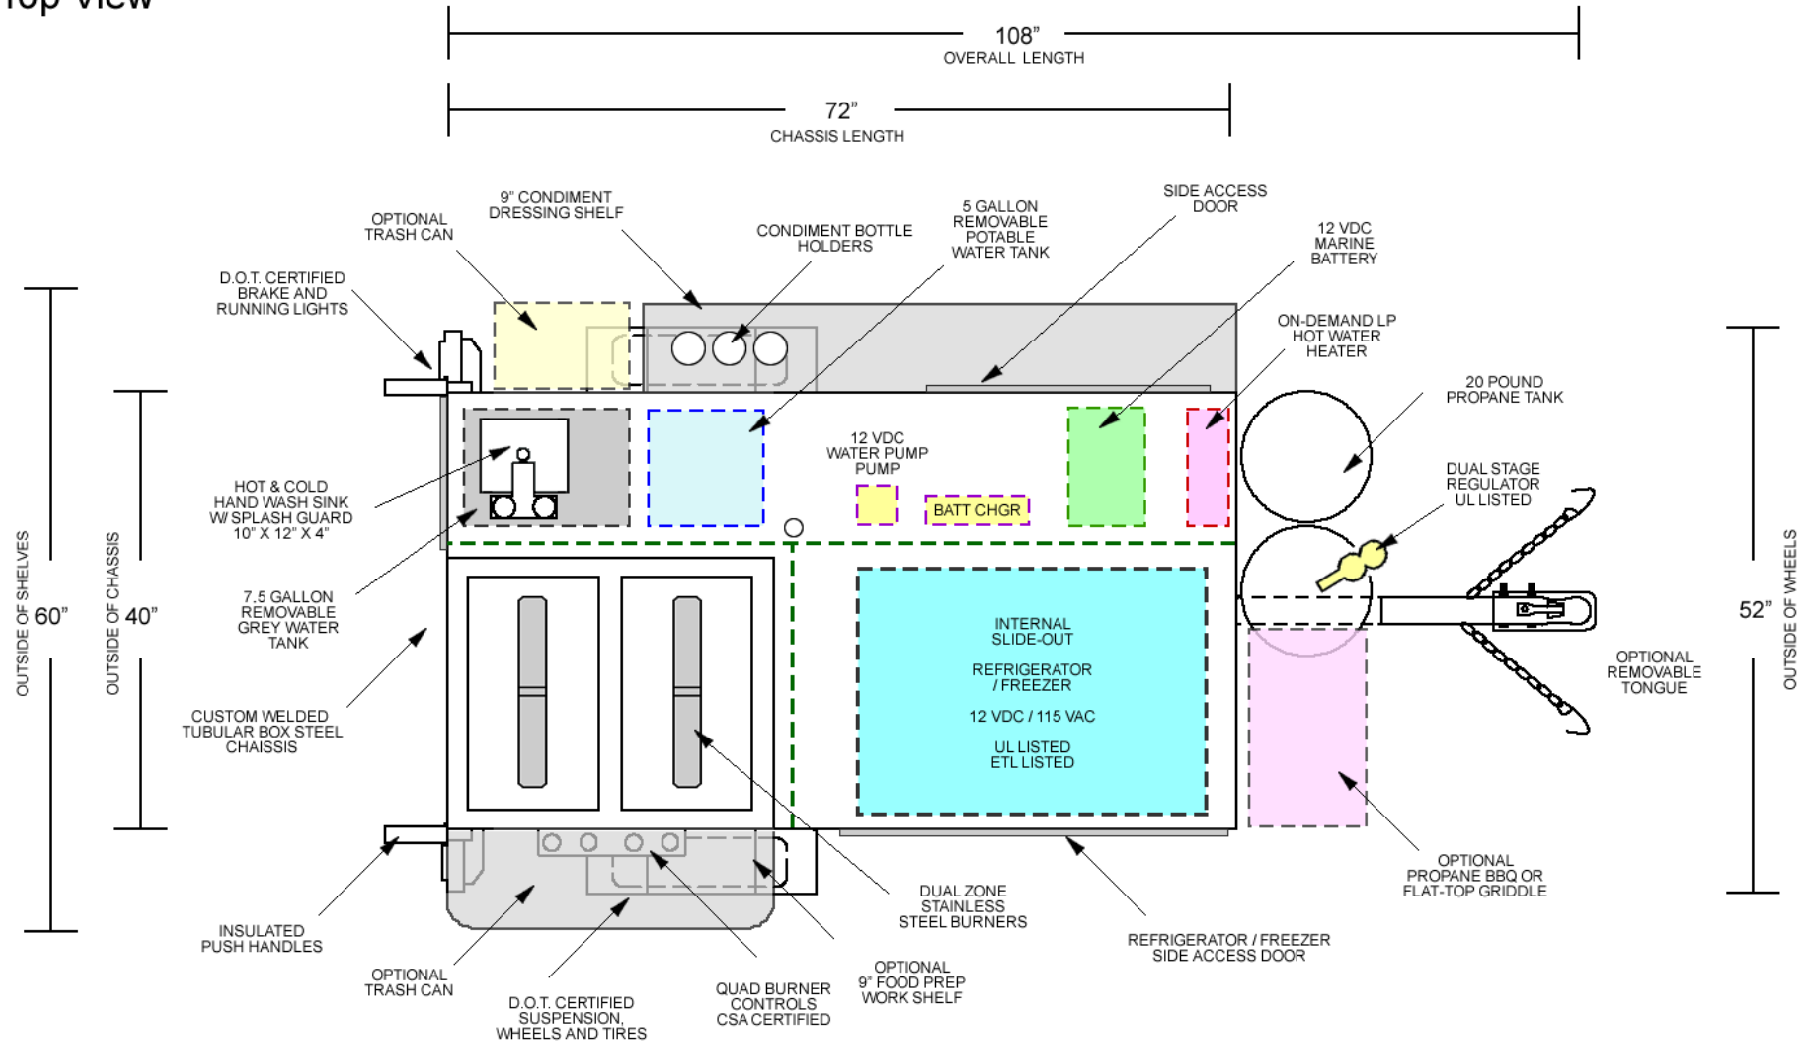 Top View
108”
OVERALL LENGTH
72”
CHASSIS LENGTH
9” CONDIMENT
DRESSING SHELF
OPTIONAL
TRASH CAN
CONDIMENT BOTTLE
HOLDERS
5 GALLON
REMOVABLE
POTABLE
WATER TANK
SIDE ACCESS
DOOR
12 VDC
MARINE
BATTERY
D.O.T. CERTIFIED
BRAKE AND
RUNNING LIGHTS
ON-DEMAND LP
HOT WATER
HEATER
20 POUND
PROPANE TANK
12 VDC
WATER PUMP
PUMP
BATT CHGR
DUAL STAGE
REGULATOR
UL LISTED
HOT & COLD
HAND WASH SINK
W/ SPLASH GUARD
10” X 12” X 4”
OUTSIDE OF SHELVES
60”
OUTSIDE OF CHASSIS
40”
7.5 GALLON
REMOVABLE
GREY WATER
TANK
INTERNAL
SLIDE-OUT
REFRIGERATOR
/ FREEZER
12 VDC / 115 VAC
UL LISTED
ETL LISTED
52”
OUTSIDE OF WHEELS
OPTIONAL
REMOVABLE
TONGUE
CUSTOM WELDED
TUBULAR BOX STEEL
CHAISSIS
OPTIONAL
PROPANE BBQ OR
FLAT-TOP GRIDDLE
INSULATED
PUSH HANDLES
OPTIONAL
TRASH CAN
D.O.T. CERTIFIED
SUSPENSION,
WHEELS AND TIRES
QUAD BURNER
CONTROLS
CSA CERTIFIED
OPTIONAL
9” FOOD PREP
WORK SHELF
DUAL ZONE
STAINLESS
STEEL BURNERS
REFRIGERATOR / FREEZER
SIDE ACCESS DOOR